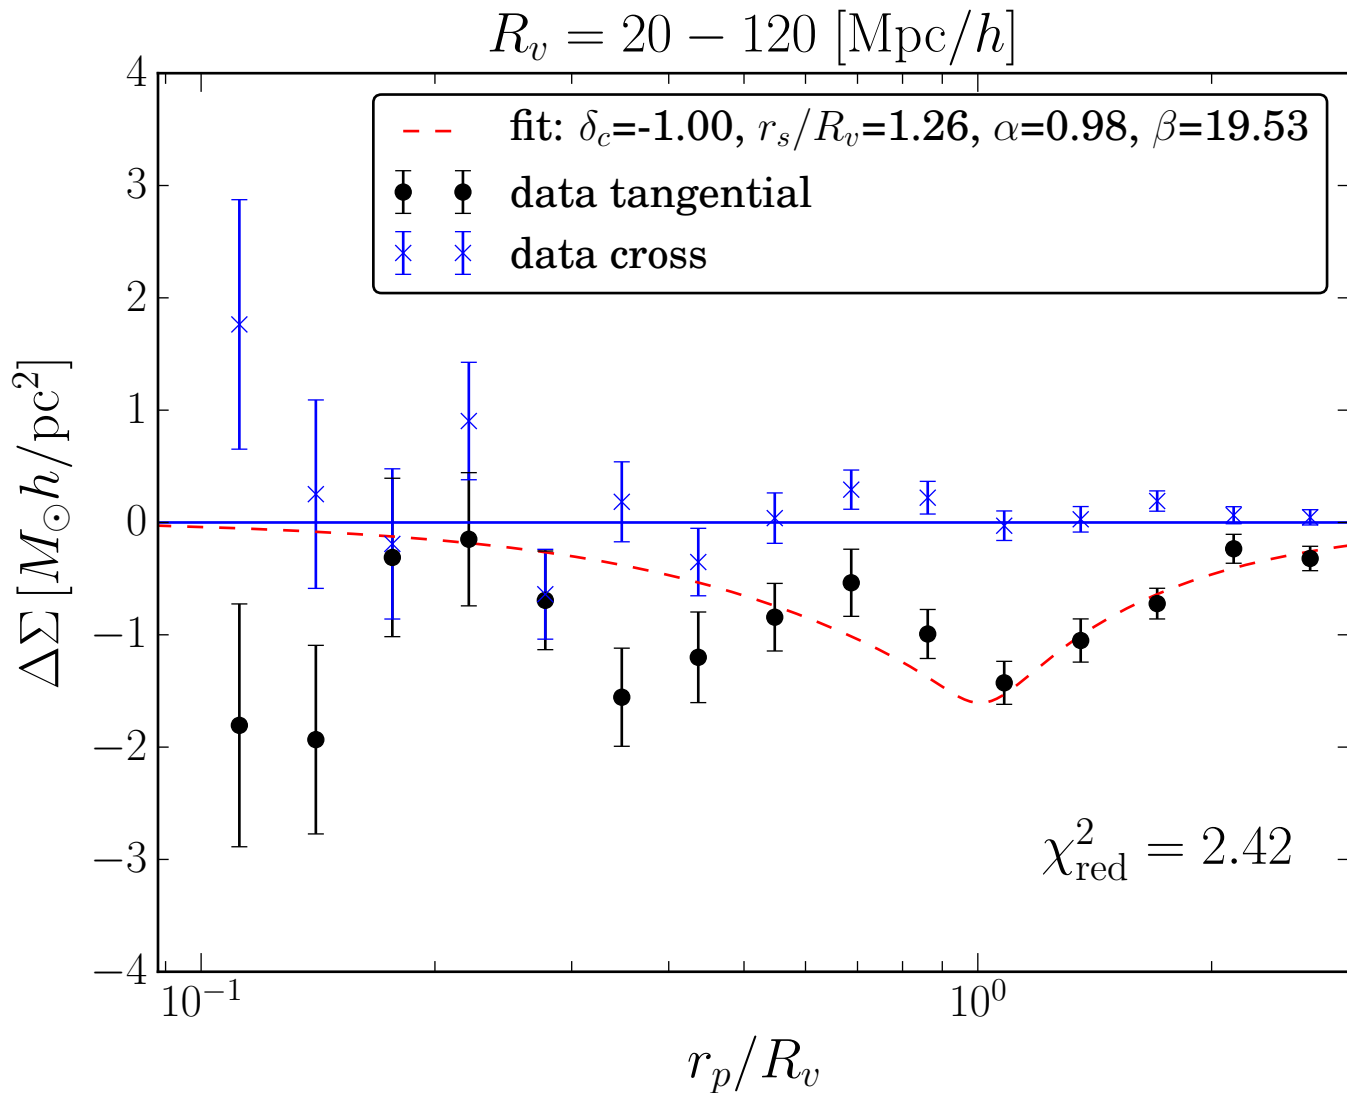 R_v = 20 − 120 [Mpc/h]
fit: δ_c=-1.00, r_s/R_v=1.26, α=0.98, β=19.53
data tangential
data cross
4
3
2
1
0
−1
−2
−3
−4
ΔΣ [M_⊙h/pc²]
χ²_red = 2.42
10⁻¹
10⁰
r_p/R_v